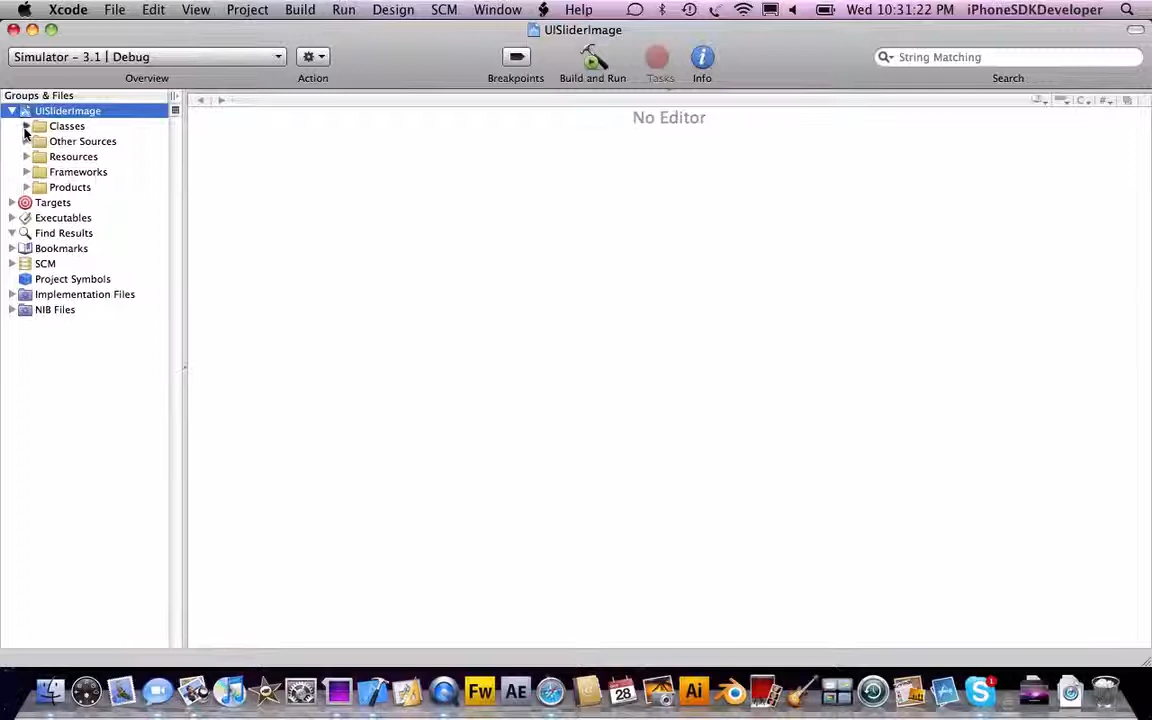 Xcode File Edit View Project Build Run Design SCM Window Help Wed 10:31:22 iPhoneSDKDeveloper
UISliderImage
Simulator - 3.1 | Debug String Matching
Overview Action Breakpoints Build and Run Tasks Info Search
Groups & Files
UISliderImage
No Editor
Classes
Other Sources
Resources
Frameworks
Products
Targets
Executables
Find Results
Bookmarks
SCM
Project Symbols
Implementation Files
NIB Files
Fw AE 28 Ai S 1